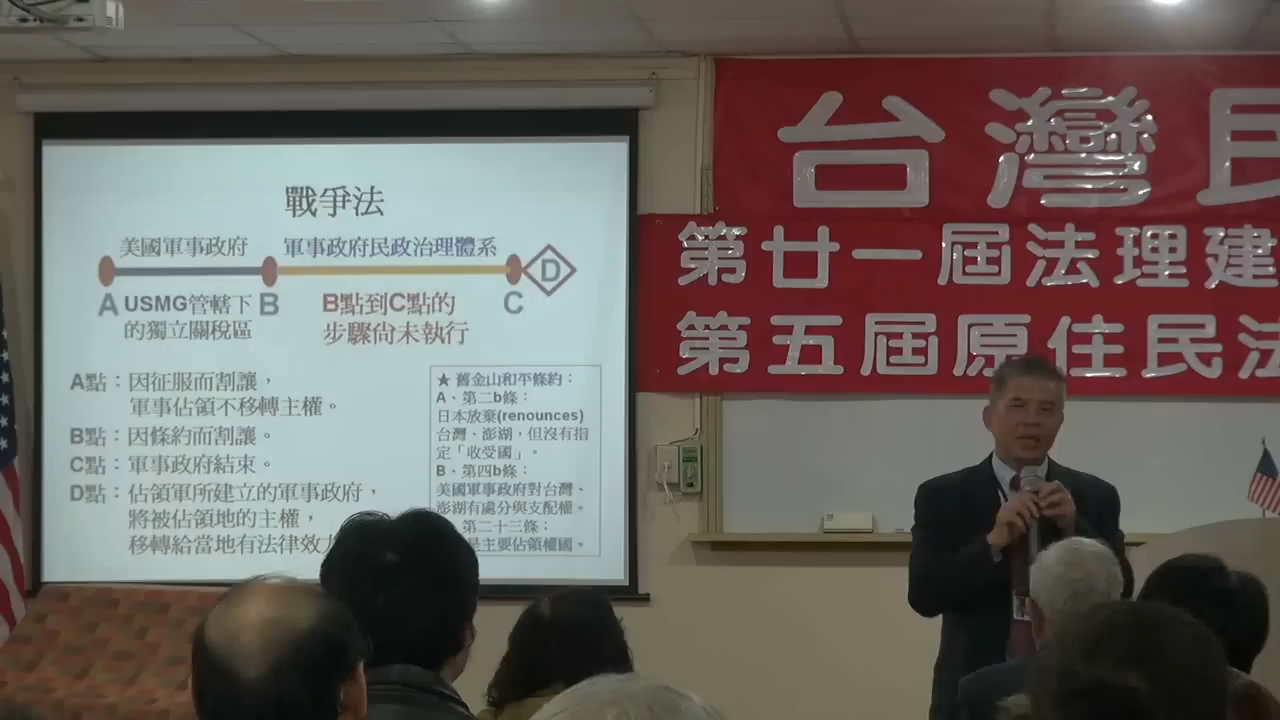 戰爭法
美國軍事政府
軍事政府民政治理體系
D
A
USMG管轄下
的獨立關稅區
B
B點到C點的
步驟尚未執行
C
A點：因征服而割讓，
軍事佔領不移轉主權。
B點：因條約而割讓。
C點：軍事政府結束。
D點：佔領軍所建立的軍事政府，
將被佔領地的主權，
移轉給當地有法律效
★ 舊金山和平條約：
A、第二b條：
日本放棄(renounces)
台灣、澎湖，但沒有指
定「收受國」。
B、第四b條：
美國軍事政府對台灣、
澎湖有處分與支配權。
第二十三條：
是主要佔領權國。
台灣民
第廿一屆法理建
第五屆原住民法